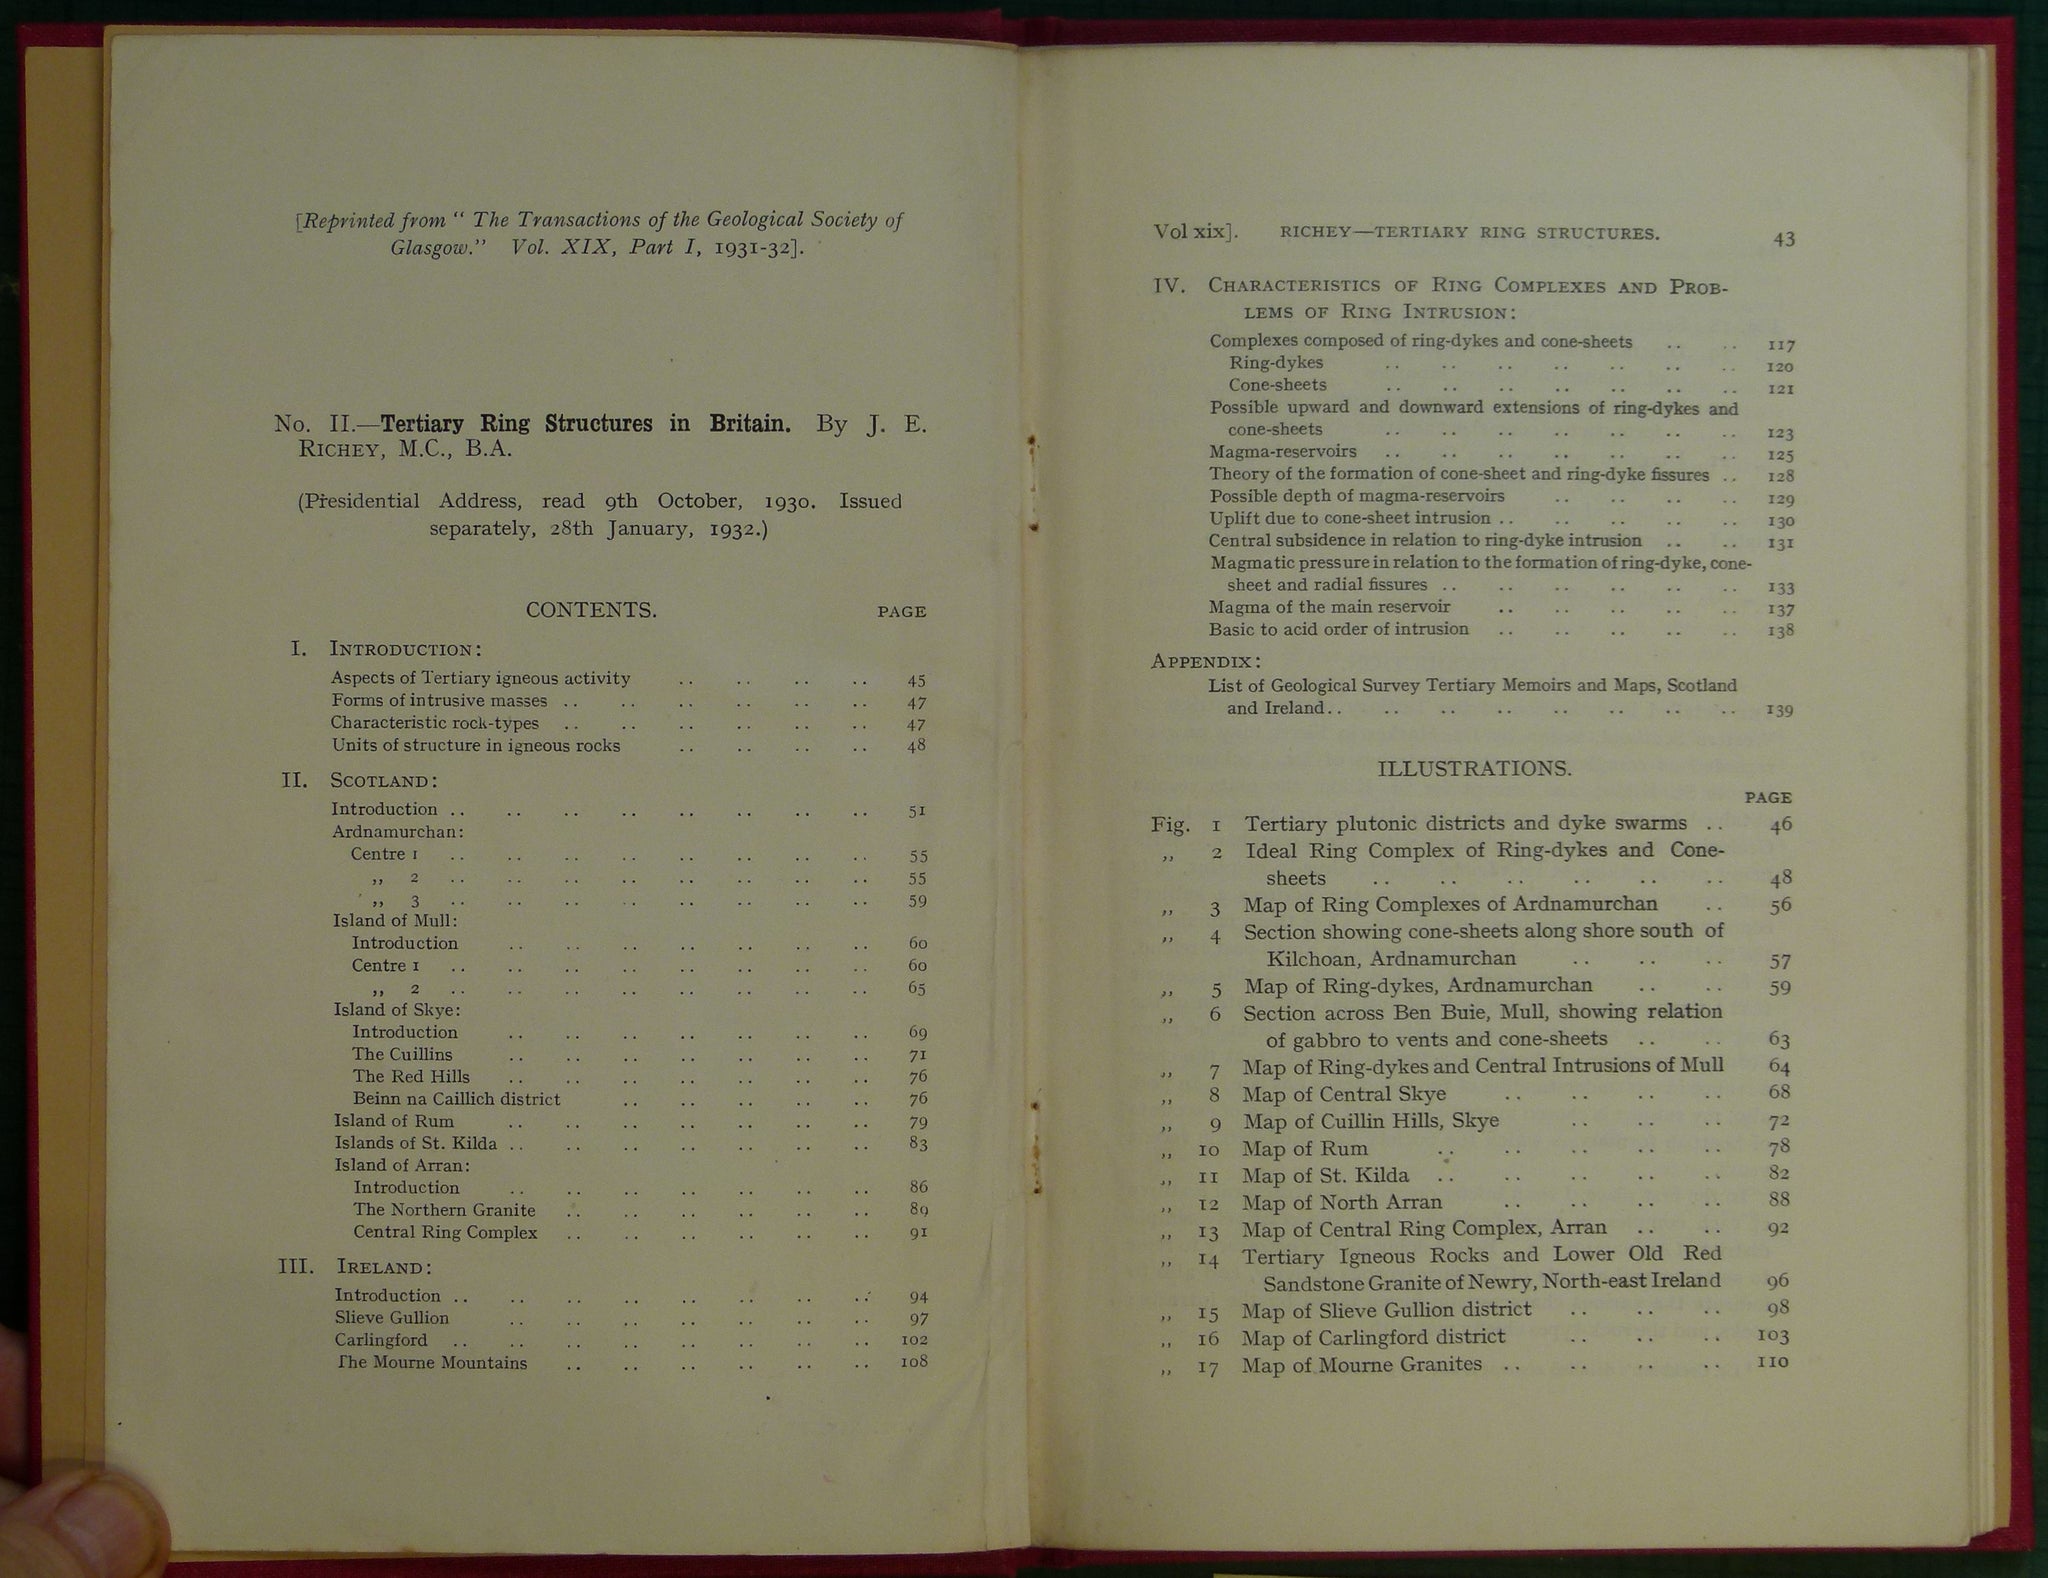 [Reprinted from " The Transactions of the Geological Society of
Glasgow." Vol. XIX, Part I, 1931-32].
No. II.—Tertiary Ring Structures in Britain. By J. E.
RICHEY, M.C., B.A.
(Presidential Address, read 9th October, 1930. Issued
separately, 28th January, 1932.)
CONTENTS. PAGE
I. INTRODUCTION:
Aspects of Tertiary igneous activity .. .. .. .. 45
Forms of intrusive masses .. .. .. .. .. .. 47
Characteristic rock-types .. .. .. .. .. .. 47
Units of structure in igneous rocks .. .. .. .. 48
II. SCOTLAND:
Introduction .. .. .. .. .. .. .. .. 51
Ardnamurchan:
Centre 1 .. .. .. .. .. .. .. .. 55
,, 2 .. .. .. .. .. .. .. .. 55
,, 3 .. .. .. .. .. .. .. .. 59
Island of Mull:
Introduction .. .. .. .. .. .. .. 60
Centre 1 .. .. .. .. .. .. .. .. 60
,, 2 .. .. .. .. .. .. .. .. 65
Island of Skye:
Introduction .. .. .. .. .. .. .. 69
The Cuillins .. .. .. .. .. .. .. 71
The Red Hills .. .. .. .. .. .. .. 76
Beinn na Caillich district .. .. .. .. .. 76
Island of Rum .. .. .. .. .. .. .. 79
Islands of St. Kilda .. .. .. .. .. .. .. 83
Island of Arran:
Introduction .. .. .. .. .. .. .. 86
The Northern Granite .. .. .. .. .. .. 89
Central Ring Complex .. .. .. .. .. .. 91
III. IRELAND:
Introduction .. .. .. .. .. .. .. .. 94
Slieve Gullion .. .. .. .. .. .. .. 97
Carlingford .. .. .. .. .. .. .. .. 102
The Mourne Mountains .. .. .. .. .. .. 108
Vol xix]. RICHEY—TERTIARY RING STRUCTURES. 43
IV. CHARACTERISTICS OF RING COMPLEXES AND PROB-
LEMS OF RING INTRUSION:
Complexes composed of ring-dykes and cone-sheets .. .. 117
Ring-dykes .. .. .. .. .. .. .. 120
Cone-sheets .. .. .. .. .. .. .. 121
Possible upward and downward extensions of ring-dykes and
cone-sheets .. .. .. .. .. .. .. 123
Magma-reservoirs .. .. .. .. .. .. .. 125
Theory of the formation of cone-sheet and ring-dyke fissures .. 128
Possible depth of magma-reservoirs .. .. .. .. 129
Uplift due to cone-sheet intrusion .. .. .. .. .. 130
Central subsidence in relation to ring-dyke intrusion .. .. 131
Magmatic pressure in relation to the formation of ring-dyke, cone-
sheet and radial fissures .. .. .. .. .. .. 133
Magma of the main reservoir .. .. .. .. .. 137
Basic to acid order of intrusion .. .. .. .. .. 138
APPENDIX:
List of Geological Survey Tertiary Memoirs and Maps, Scotland
and Ireland .. .. .. .. .. .. .. .. 139
ILLUSTRATIONS.
PAGE
Fig. 1 Tertiary plutonic districts and dyke swarms .. 46
,, 2 Ideal Ring Complex of Ring-dykes and Cone-
sheets .. .. .. .. .. .. 48
,, 3 Map of Ring Complexes of Ardnamurchan .. 56
,, 4 Section showing cone-sheets along shore south of
Kilchoan, Ardnamurchan .. .. .. 57
,, 5 Map of Ring-dykes, Ardnamurchan .. .. 59
,, 6 Section across Ben Buie, Mull, showing relation
of gabbro to vents and cone-sheets .. .. 63
,, 7 Map of Ring-dykes and Central Intrusions of Mull 64
,, 8 Map of Central Skye .. .. .. .. 68
,, 9 Map of Cuillin Hills, Skye .. .. .. 72
,, 10 Map of Rum .. .. .. .. .. 78
,, 11 Map of St. Kilda .. .. .. .. .. 82
,, 12 Map of North Arran .. .. .. .. 88
,, 13 Map of Central Ring Complex, Arran .. .. 92
,, 14 Tertiary Igneous Rocks and Lower Old Red
Sandstone Granite of Newry, North-east Ireland 96
,, 15 Map of Slieve Gullion district .. .. .. 98
,, 16 Map of Carlingford district .. .. .. 103
,, 17 Map of Mourne Granites .. .. .. .. 110